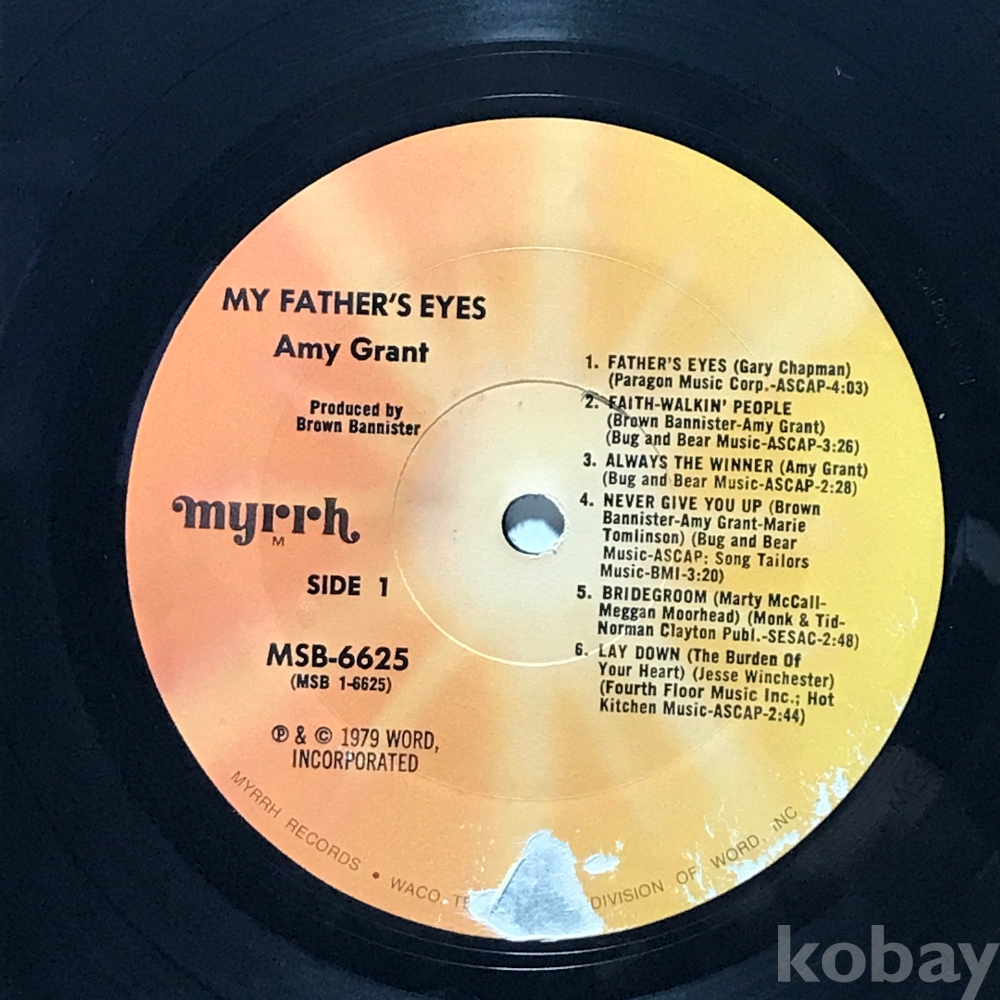 MY FATHER'S EYES
Amy Grant
Produced by
Brown Bannister
myrrh
M
SIDE 1
MSB-6625
(MSB 1-6625)
℗ & © 1979 WORD,
INCORPORATED
1. FATHER'S EYES (Gary Chapman)
(Paragon Music Corp.-ASCAP-4:03)
2. FAITH-WALKIN' PEOPLE
(Brown Bannister-Amy Grant)
(Bug and Bear Music-ASCAP-3:26)
3. ALWAYS THE WINNER (Amy Grant)
(Bug and Bear Music-ASCAP-2:28)
4. NEVER GIVE YOU UP (Brown
Bannister-Amy Grant-Marie
Tomlinson) (Bug and Bear
Music-ASCAP; Song Tailors
Music-BMI-3:20)
5. BRIDEGROOM (Marty McCall-
Meggan Moorhead) (Monk & Tid-
Norman Clayton Publ.-SESAC-2:48)
6. LAY DOWN (The Burden Of
Your Heart) (Jesse Winchester)
(Fourth Floor Music Inc.; Hot
Kitchen Music-ASCAP-2:44)
MYRRH RECORDS • WACO DIVISION OF WORD, INC.
kobay